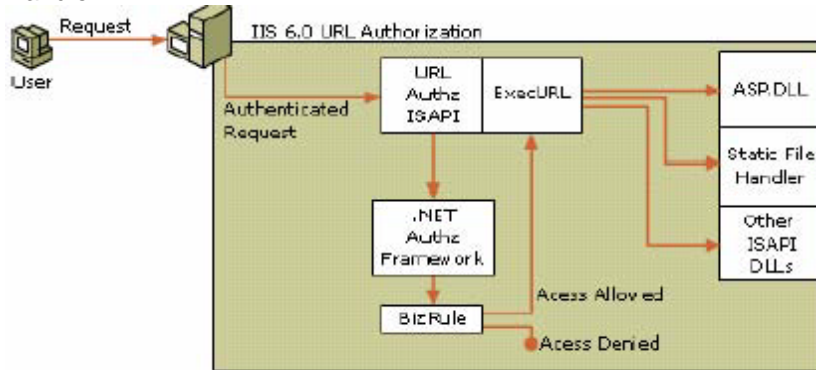 Request
IIS 6.0 URL Authorization
User
Authenticated
Request
URL
Authz
ISAPI
ExecURL
ASP.DLL
Static File
Handler
Other
ISAPI
DLLs
.NET
Authz
Framework
BizRule
Acess Allowed
Acess Denied